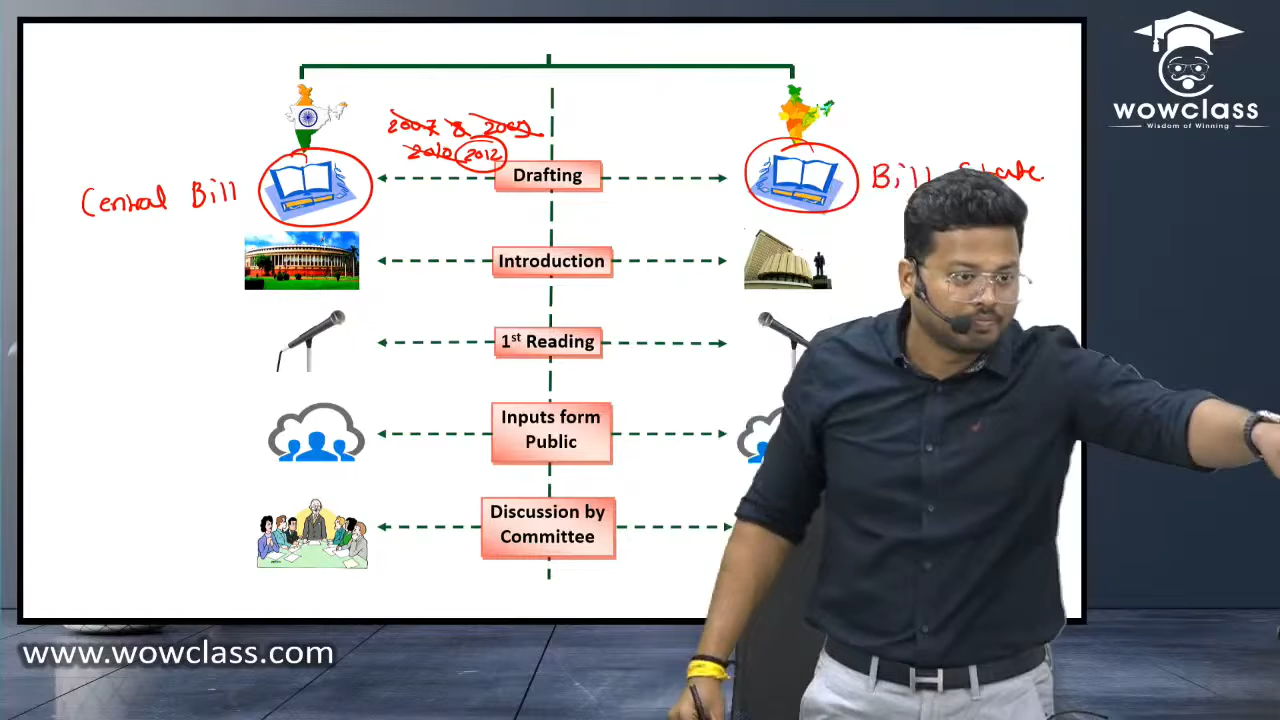 wowclass
Wisdom of Winning
2007 & 2009
2010 2012
Drafting
Central Bill
Bill State
Introduction
1st Reading
Inputs form
Public
Discussion by
Committee
www.wowclass.com